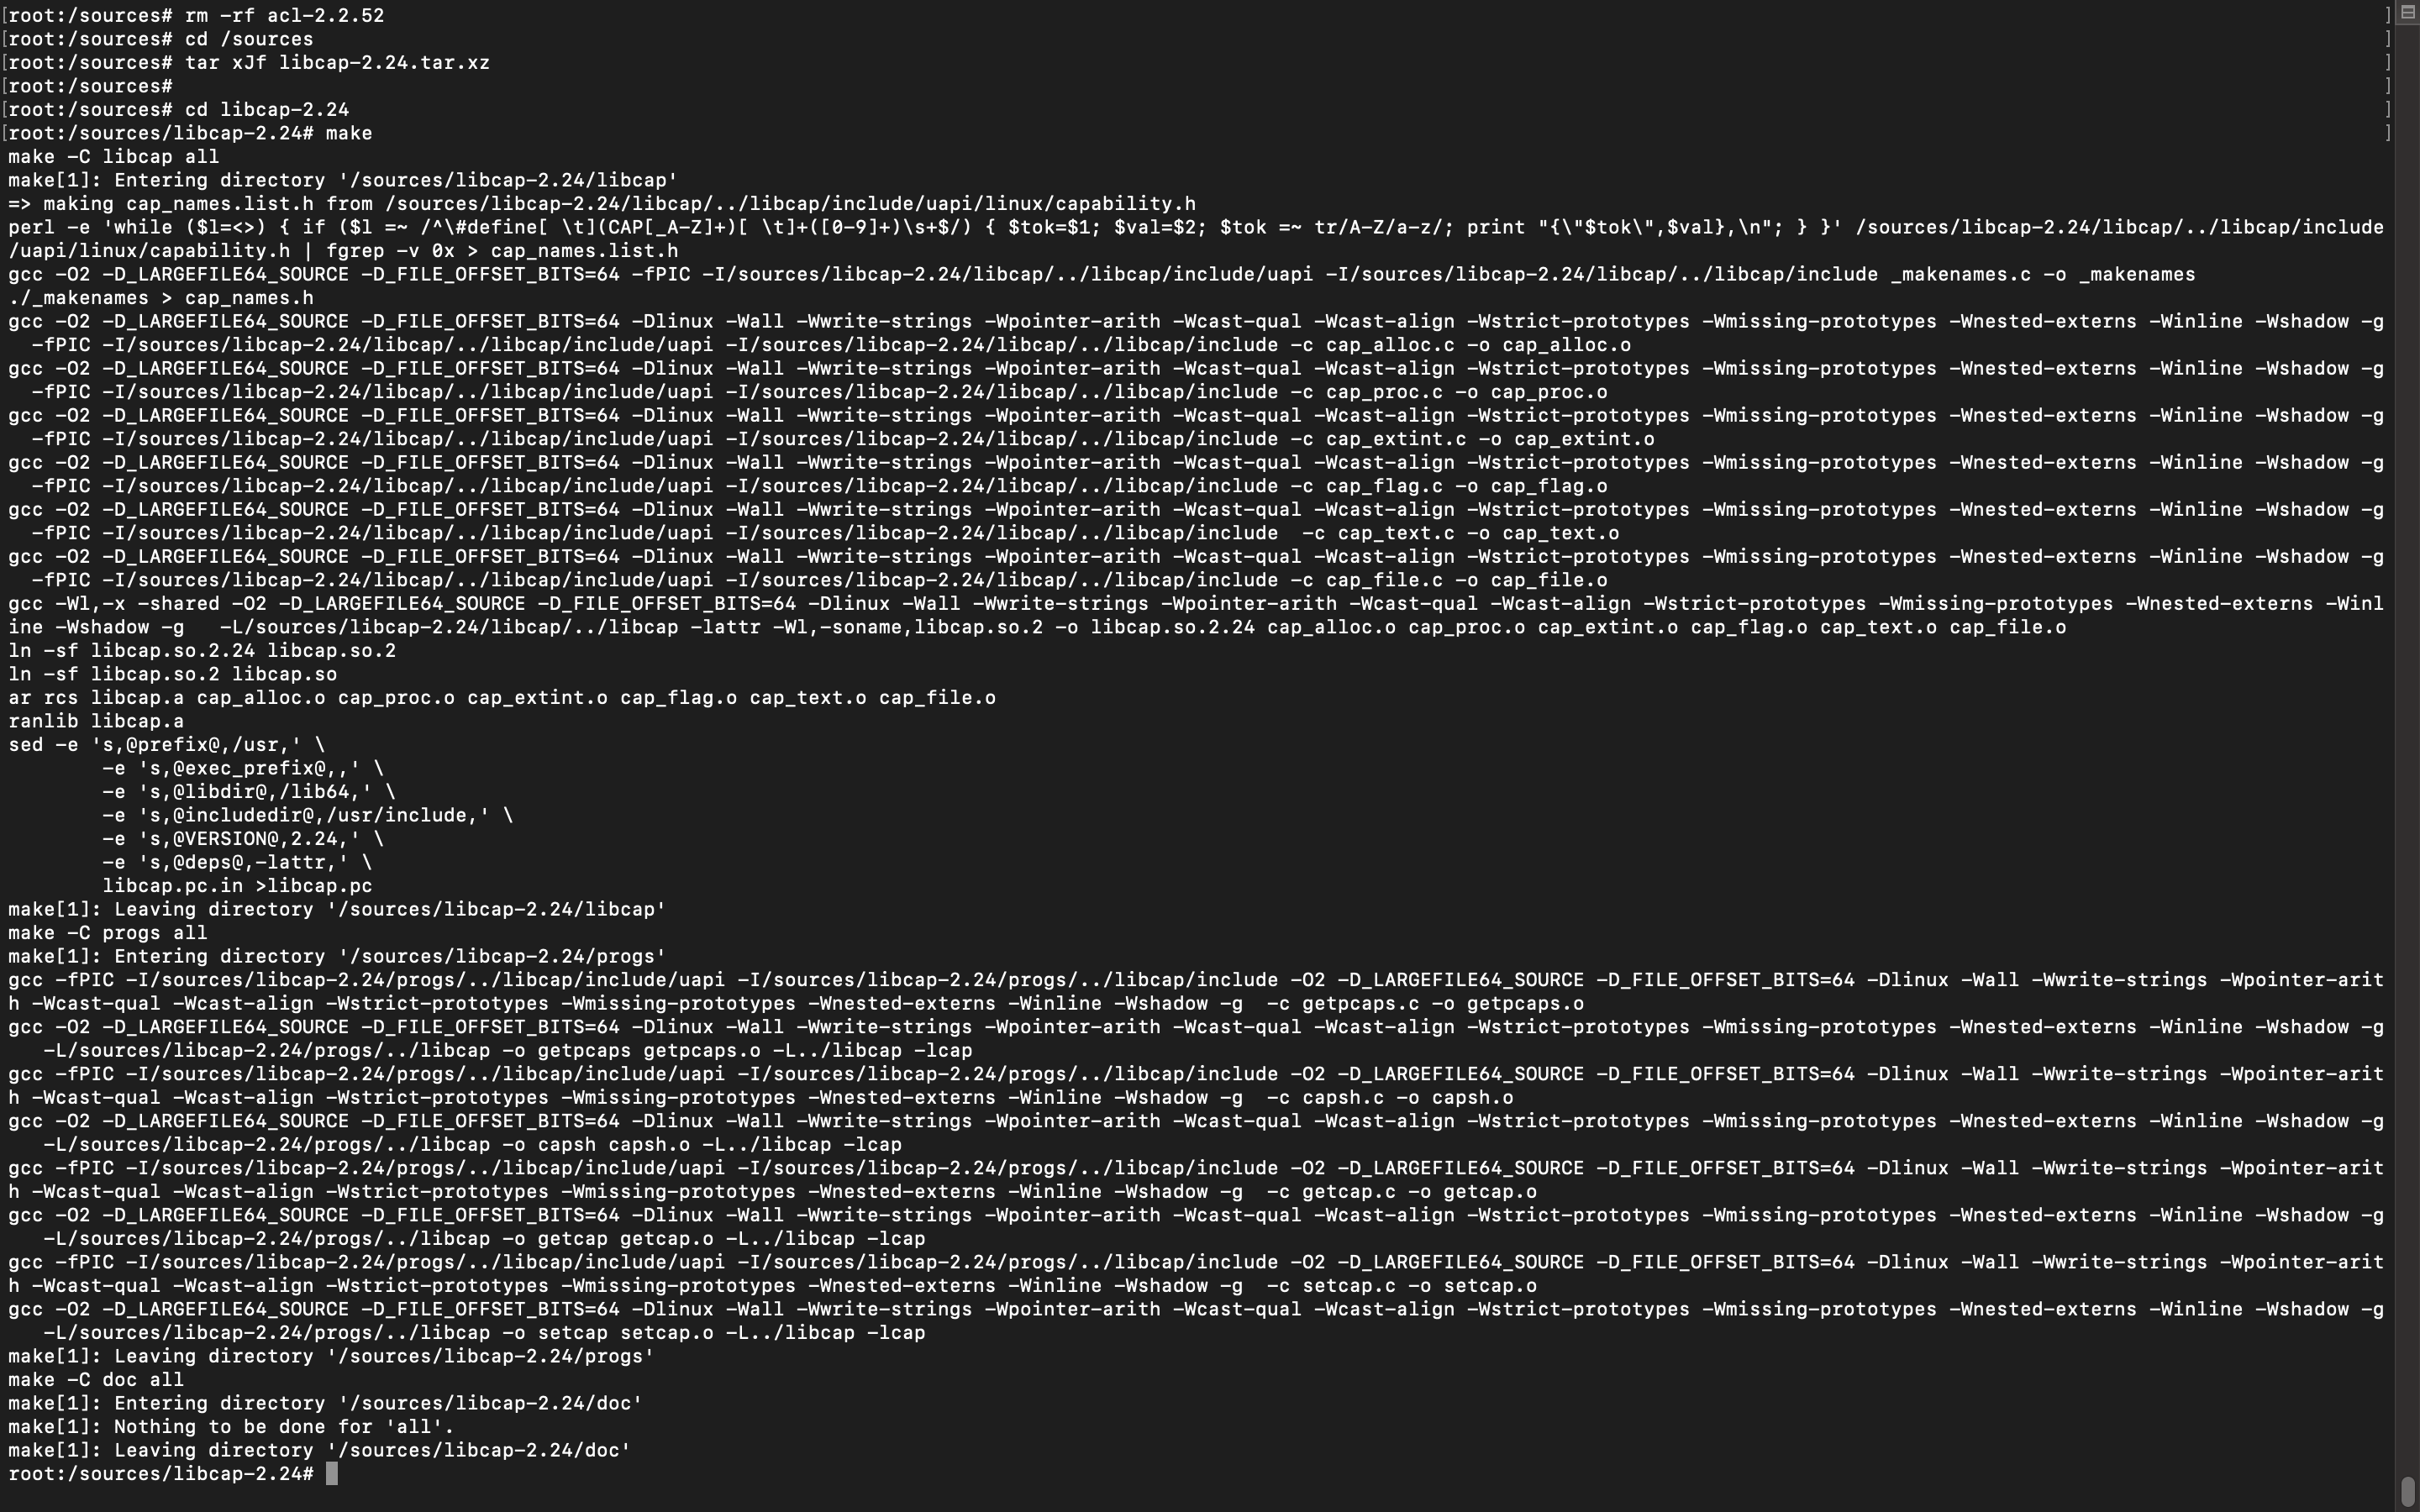 [root:/sources# rm -rf acl-2.2.52 ]
[root:/sources# cd /sources ]
[root:/sources# tar xJf libcap-2.24.tar.xz ]
[root:/sources# ]
[root:/sources# cd libcap-2.24 ]
[root:/sources/libcap-2.24# make ]
make -C libcap all
make[1]: Entering directory '/sources/libcap-2.24/libcap'
=> making cap_names.list.h from /sources/libcap-2.24/libcap/../libcap/include/uapi/linux/capability.h
perl -e 'while ($l=<>) { if ($l =~ /^\#define[ \t](CAP[_A-Z]+)[ \t]+([0-9]+)\s+$/) { $tok=$1; $val=$2; $tok =~ tr/A-Z/a-z/; print "{\"$tok\",$val},\n"; } }' /sources/libcap-2.24/libcap/../libcap/include
/uapi/linux/capability.h | fgrep -v 0x > cap_names.list.h
gcc -O2 -D_LARGEFILE64_SOURCE -D_FILE_OFFSET_BITS=64 -fPIC -I/sources/libcap-2.24/libcap/../libcap/include/uapi -I/sources/libcap-2.24/libcap/../libcap/include _makenames.c -o _makenames
./_makenames > cap_names.h
gcc -O2 -D_LARGEFILE64_SOURCE -D_FILE_OFFSET_BITS=64 -Dlinux -Wall -Wwrite-strings -Wpointer-arith -Wcast-qual -Wcast-align -Wstrict-prototypes -Wmissing-prototypes -Wnested-externs -Winline -Wshadow -g
  -fPIC -I/sources/libcap-2.24/libcap/../libcap/include/uapi -I/sources/libcap-2.24/libcap/../libcap/include -c cap_alloc.c -o cap_alloc.o
gcc -O2 -D_LARGEFILE64_SOURCE -D_FILE_OFFSET_BITS=64 -Dlinux -Wall -Wwrite-strings -Wpointer-arith -Wcast-qual -Wcast-align -Wstrict-prototypes -Wmissing-prototypes -Wnested-externs -Winline -Wshadow -g
  -fPIC -I/sources/libcap-2.24/libcap/../libcap/include/uapi -I/sources/libcap-2.24/libcap/../libcap/include -c cap_proc.c -o cap_proc.o
gcc -O2 -D_LARGEFILE64_SOURCE -D_FILE_OFFSET_BITS=64 -Dlinux -Wall -Wwrite-strings -Wpointer-arith -Wcast-qual -Wcast-align -Wstrict-prototypes -Wmissing-prototypes -Wnested-externs -Winline -Wshadow -g
  -fPIC -I/sources/libcap-2.24/libcap/../libcap/include/uapi -I/sources/libcap-2.24/libcap/../libcap/include -c cap_extint.c -o cap_extint.o
gcc -O2 -D_LARGEFILE64_SOURCE -D_FILE_OFFSET_BITS=64 -Dlinux -Wall -Wwrite-strings -Wpointer-arith -Wcast-qual -Wcast-align -Wstrict-prototypes -Wmissing-prototypes -Wnested-externs -Winline -Wshadow -g
  -fPIC -I/sources/libcap-2.24/libcap/../libcap/include/uapi -I/sources/libcap-2.24/libcap/../libcap/include -c cap_flag.c -o cap_flag.o
gcc -O2 -D_LARGEFILE64_SOURCE -D_FILE_OFFSET_BITS=64 -Dlinux -Wall -Wwrite-strings -Wpointer-arith -Wcast-qual -Wcast-align -Wstrict-prototypes -Wmissing-prototypes -Wnested-externs -Winline -Wshadow -g
  -fPIC -I/sources/libcap-2.24/libcap/../libcap/include/uapi -I/sources/libcap-2.24/libcap/../libcap/include  -c cap_text.c -o cap_text.o
gcc -O2 -D_LARGEFILE64_SOURCE -D_FILE_OFFSET_BITS=64 -Dlinux -Wall -Wwrite-strings -Wpointer-arith -Wcast-qual -Wcast-align -Wstrict-prototypes -Wmissing-prototypes -Wnested-externs -Winline -Wshadow -g
  -fPIC -I/sources/libcap-2.24/libcap/../libcap/include/uapi -I/sources/libcap-2.24/libcap/../libcap/include -c cap_file.c -o cap_file.o
gcc -Wl,-x -shared -O2 -D_LARGEFILE64_SOURCE -D_FILE_OFFSET_BITS=64 -Dlinux -Wall -Wwrite-strings -Wpointer-arith -Wcast-qual -Wcast-align -Wstrict-prototypes -Wmissing-prototypes -Wnested-externs -Winl
ine -Wshadow -g   -L/sources/libcap-2.24/libcap/../libcap -lattr -Wl,-soname,libcap.so.2 -o libcap.so.2.24 cap_alloc.o cap_proc.o cap_extint.o cap_flag.o cap_text.o cap_file.o
ln -sf libcap.so.2.24 libcap.so.2
ln -sf libcap.so.2 libcap.so
ar rcs libcap.a cap_alloc.o cap_proc.o cap_extint.o cap_flag.o cap_text.o cap_file.o
ranlib libcap.a
sed -e 's,@prefix@,/usr,' \
        -e 's,@exec_prefix@,,' \
        -e 's,@libdir@,/lib64,' \
        -e 's,@includedir@,/usr/include,' \
        -e 's,@VERSION@,2.24,' \
        -e 's,@deps@,-lattr,' \
        libcap.pc.in >libcap.pc
make[1]: Leaving directory '/sources/libcap-2.24/libcap'
make -C progs all
make[1]: Entering directory '/sources/libcap-2.24/progs'
gcc -fPIC -I/sources/libcap-2.24/progs/../libcap/include/uapi -I/sources/libcap-2.24/progs/../libcap/include -O2 -D_LARGEFILE64_SOURCE -D_FILE_OFFSET_BITS=64 -Dlinux -Wall -Wwrite-strings -Wpointer-arit
h -Wcast-qual -Wcast-align -Wstrict-prototypes -Wmissing-prototypes -Wnested-externs -Winline -Wshadow -g  -c getpcaps.c -o getpcaps.o
gcc -O2 -D_LARGEFILE64_SOURCE -D_FILE_OFFSET_BITS=64 -Dlinux -Wall -Wwrite-strings -Wpointer-arith -Wcast-qual -Wcast-align -Wstrict-prototypes -Wmissing-prototypes -Wnested-externs -Winline -Wshadow -g
   -L/sources/libcap-2.24/progs/../libcap -o getpcaps getpcaps.o -L../libcap -lcap
gcc -fPIC -I/sources/libcap-2.24/progs/../libcap/include/uapi -I/sources/libcap-2.24/progs/../libcap/include -O2 -D_LARGEFILE64_SOURCE -D_FILE_OFFSET_BITS=64 -Dlinux -Wall -Wwrite-strings -Wpointer-arit
h -Wcast-qual -Wcast-align -Wstrict-prototypes -Wmissing-prototypes -Wnested-externs -Winline -Wshadow -g  -c capsh.c -o capsh.o
gcc -O2 -D_LARGEFILE64_SOURCE -D_FILE_OFFSET_BITS=64 -Dlinux -Wall -Wwrite-strings -Wpointer-arith -Wcast-qual -Wcast-align -Wstrict-prototypes -Wmissing-prototypes -Wnested-externs -Winline -Wshadow -g
   -L/sources/libcap-2.24/progs/../libcap -o capsh capsh.o -L../libcap -lcap
gcc -fPIC -I/sources/libcap-2.24/progs/../libcap/include/uapi -I/sources/libcap-2.24/progs/../libcap/include -O2 -D_LARGEFILE64_SOURCE -D_FILE_OFFSET_BITS=64 -Dlinux -Wall -Wwrite-strings -Wpointer-arit
h -Wcast-qual -Wcast-align -Wstrict-prototypes -Wmissing-prototypes -Wnested-externs -Winline -Wshadow -g  -c getcap.c -o getcap.o
gcc -O2 -D_LARGEFILE64_SOURCE -D_FILE_OFFSET_BITS=64 -Dlinux -Wall -Wwrite-strings -Wpointer-arith -Wcast-qual -Wcast-align -Wstrict-prototypes -Wmissing-prototypes -Wnested-externs -Winline -Wshadow -g
   -L/sources/libcap-2.24/progs/../libcap -o getcap getcap.o -L../libcap -lcap
gcc -fPIC -I/sources/libcap-2.24/progs/../libcap/include/uapi -I/sources/libcap-2.24/progs/../libcap/include -O2 -D_LARGEFILE64_SOURCE -D_FILE_OFFSET_BITS=64 -Dlinux -Wall -Wwrite-strings -Wpointer-arit
h -Wcast-qual -Wcast-align -Wstrict-prototypes -Wmissing-prototypes -Wnested-externs -Winline -Wshadow -g  -c setcap.c -o setcap.o
gcc -O2 -D_LARGEFILE64_SOURCE -D_FILE_OFFSET_BITS=64 -Dlinux -Wall -Wwrite-strings -Wpointer-arith -Wcast-qual -Wcast-align -Wstrict-prototypes -Wmissing-prototypes -Wnested-externs -Winline -Wshadow -g
   -L/sources/libcap-2.24/progs/../libcap -o setcap setcap.o -L../libcap -lcap
make[1]: Leaving directory '/sources/libcap-2.24/progs'
make -C doc all
make[1]: Entering directory '/sources/libcap-2.24/doc'
make[1]: Nothing to be done for 'all'.
make[1]: Leaving directory '/sources/libcap-2.24/doc'
root:/sources/libcap-2.24#